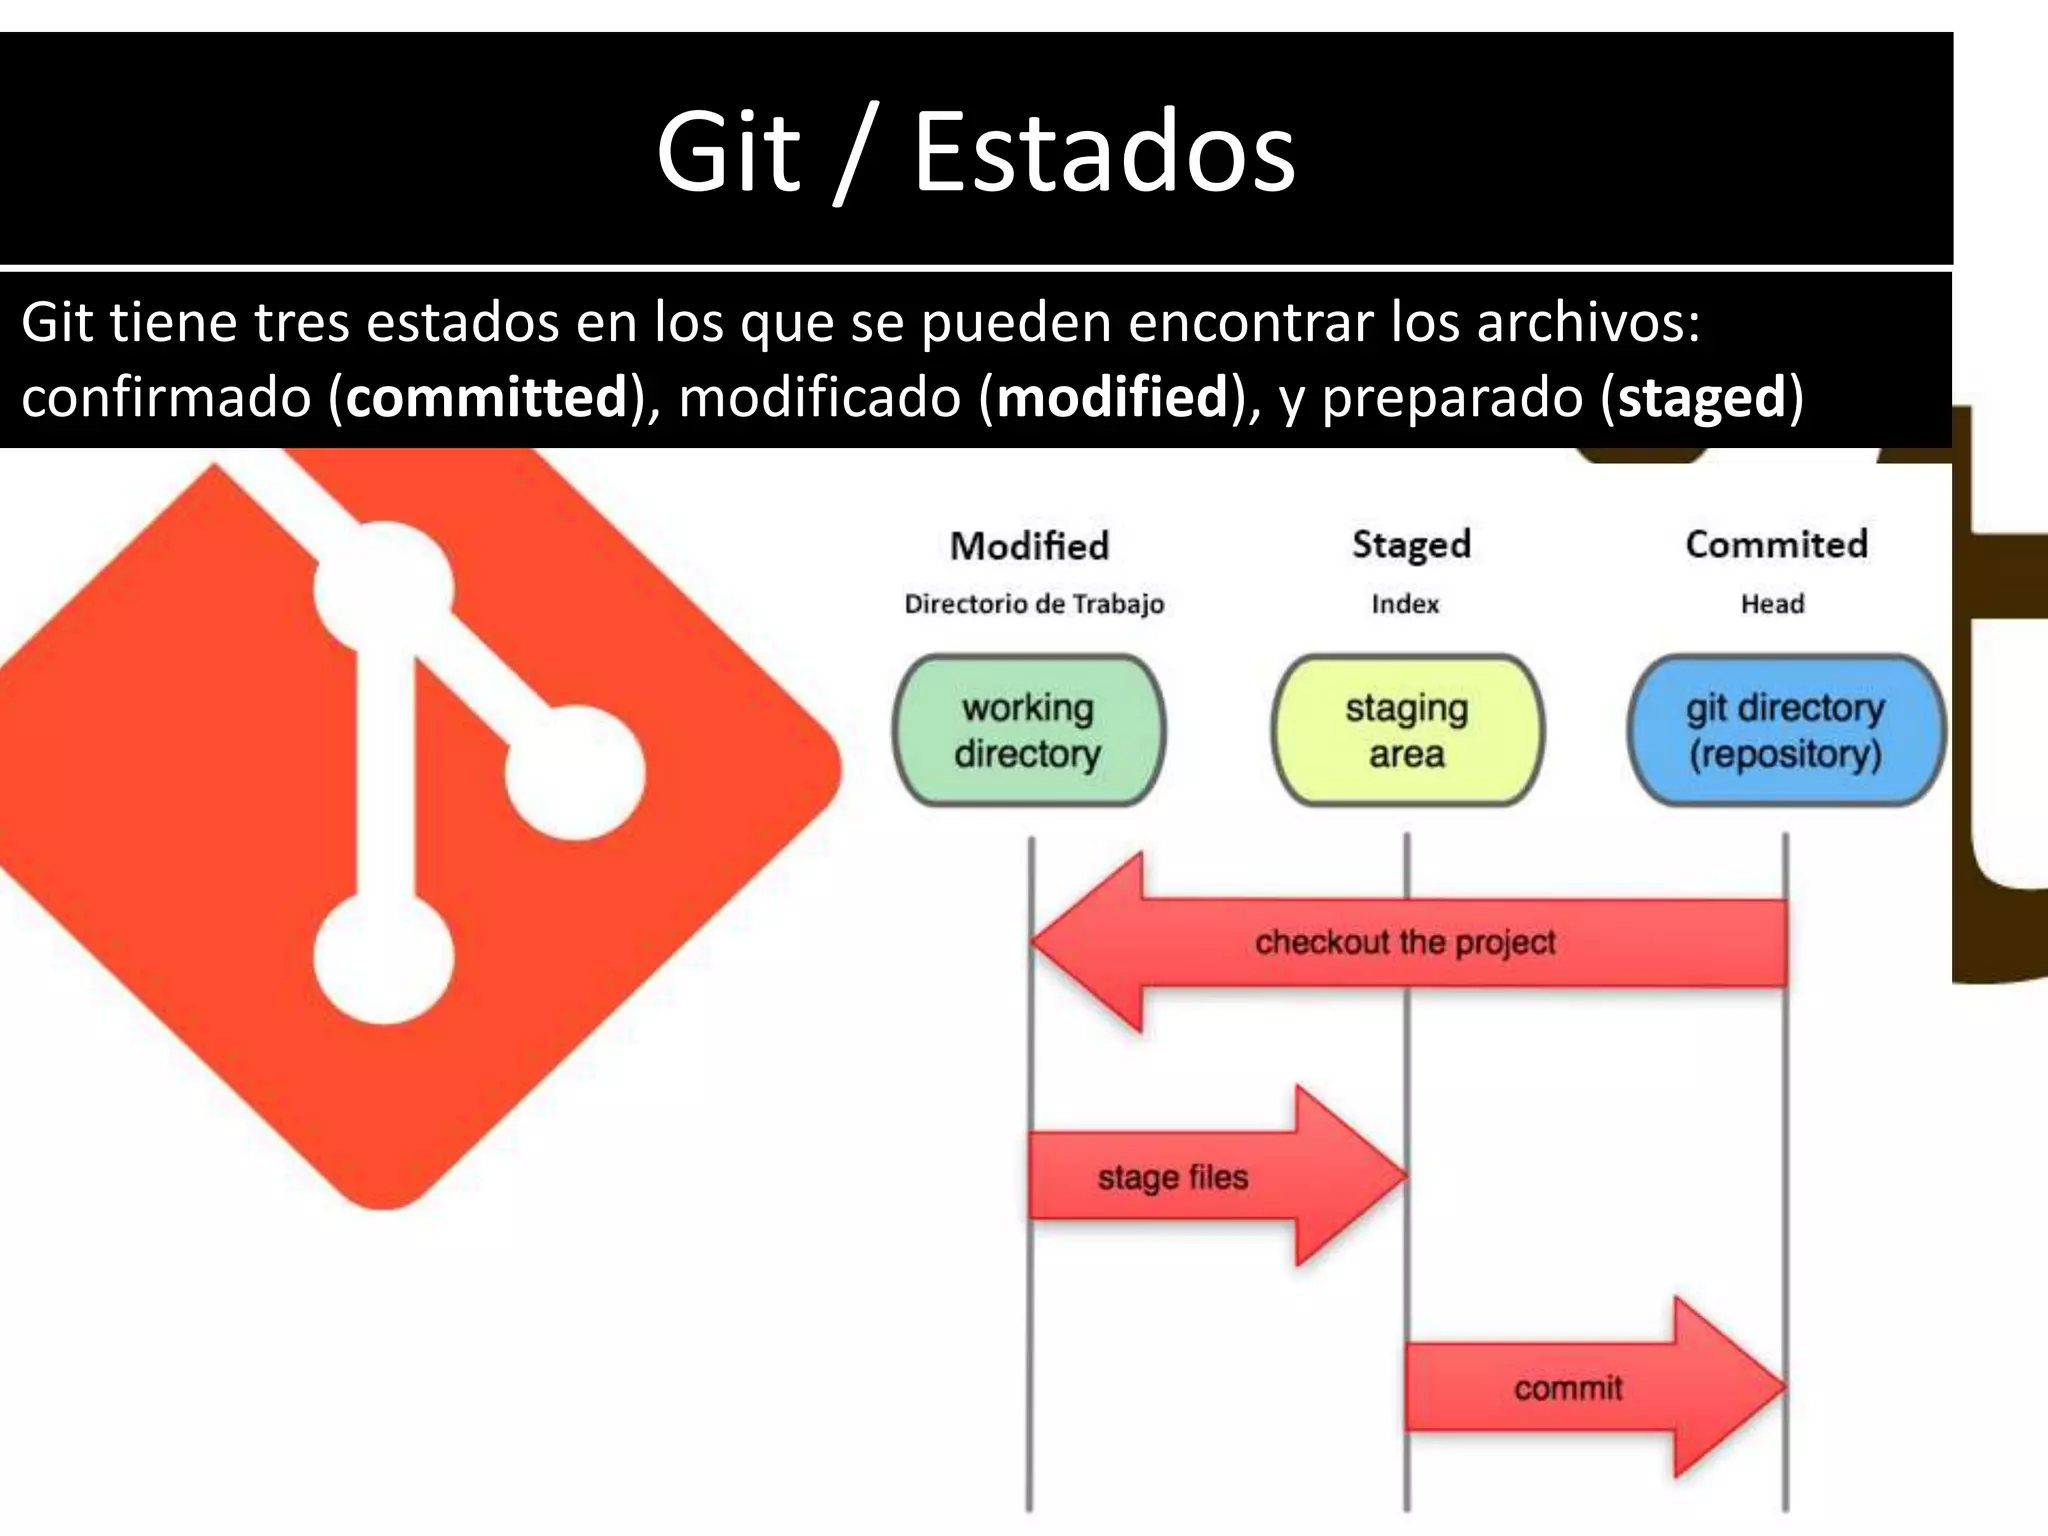 Git / Estados
Git tiene tres estados en los que se pueden encontrar los archivos:
confirmado (committed), modificado (modified), y preparado (staged)
Modified
Staged
Commited
Directorio de Trabajo
Index
Head
working
directory
staging
area
git directory
(repository)
checkout the project
stage files
commit